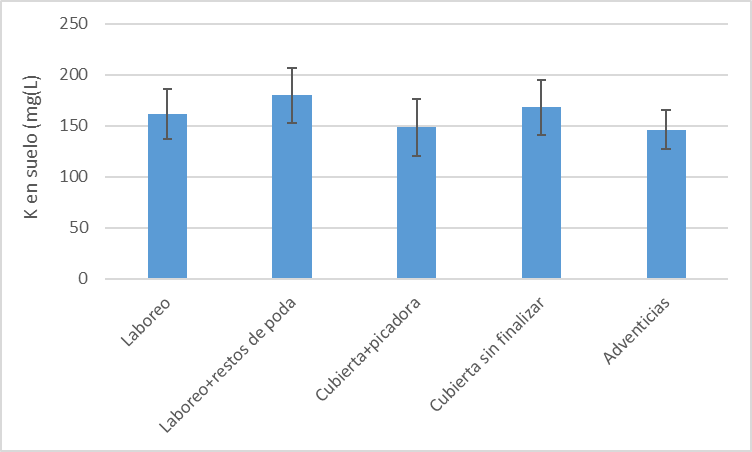 250
200
150
100
50
0
K en suelo (mg(L)
Laboreo
Laboreo+restos de poda
Cubierta+picadora
Cubierta sin finalizar
Adventicias